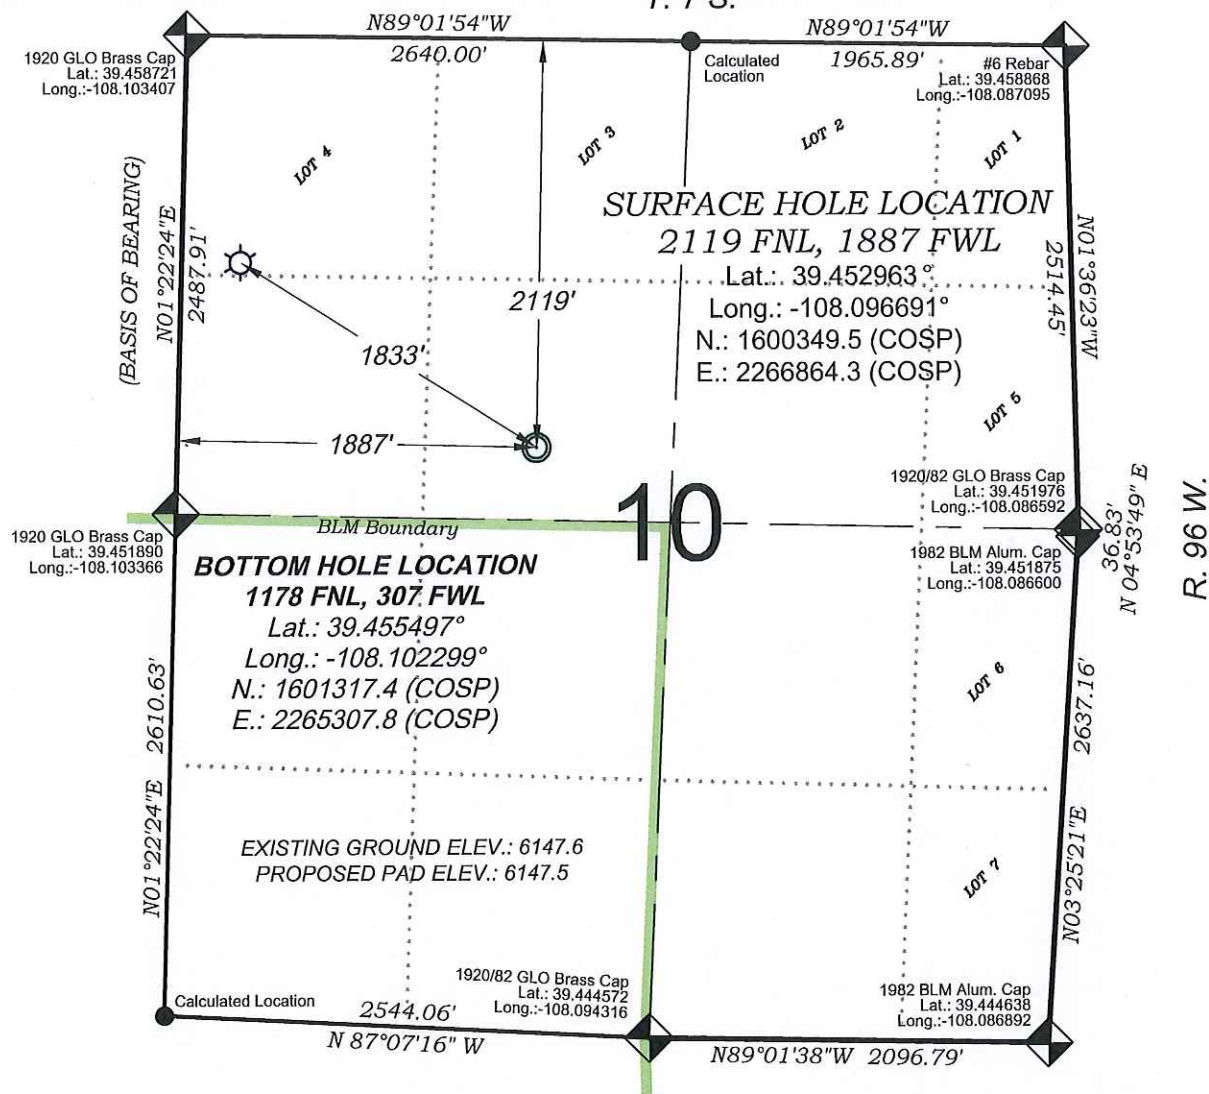 T. 7 S.
N89°01'54"W
2640.00'
N89°01'54"W
1965.89'
1920 GLO Brass Cap
Lat.: 39.458721
Long.:-108.103407
Calculated
Location
#6 Rebar
Lat.: 39.458868
Long.:-108.087095
LOT 4
LOT 3
LOT 2
LOT 1
(BASIS OF BEARING)
N01°22'24"E
2487.91'
SURFACE HOLE LOCATION
2119 FNL, 1887 FWL
Lat.: 39.452963°
Long.: -108.096691°
N.: 1600349.5 (COSP)
E.: 2266864.3 (COSP)
N01°36'23"W
2514.45'
2119'
1833'
1887'
LOT 5
1920/82 GLO Brass Cap
Lat.: 39.451976
Long.:-108.086592
10
36.83'
N 04°53'49" E
R. 96 W.
BLM Boundary
1920 GLO Brass Cap
Lat.: 39.451890
Long.:-108.103366
1982 BLM Alum. Cap
Lat.: 39.451875
Long.:-108.086600
BOTTOM HOLE LOCATION
1178 FNL, 307 FWL
Lat.: 39.455497°
Long.: -108.102299°
N.: 1601317.4 (COSP)
E.: 2265307.8 (COSP)
2610.63'
N01°22'24"E
LOT 6
2637.16'
N03°25'21"E
EXISTING GROUND ELEV.: 6147.6
PROPOSED PAD ELEV.: 6147.5
LOT 7
1920/82 GLO Brass Cap
Lat.: 39.444572
Long.:-108.094316
1982 BLM Alum. Cap
Lat.: 39.444638
Long.:-108.086892
Calculated Location
2544.06'
N 87°07'16" W
N89°01'38"W 2096.79'